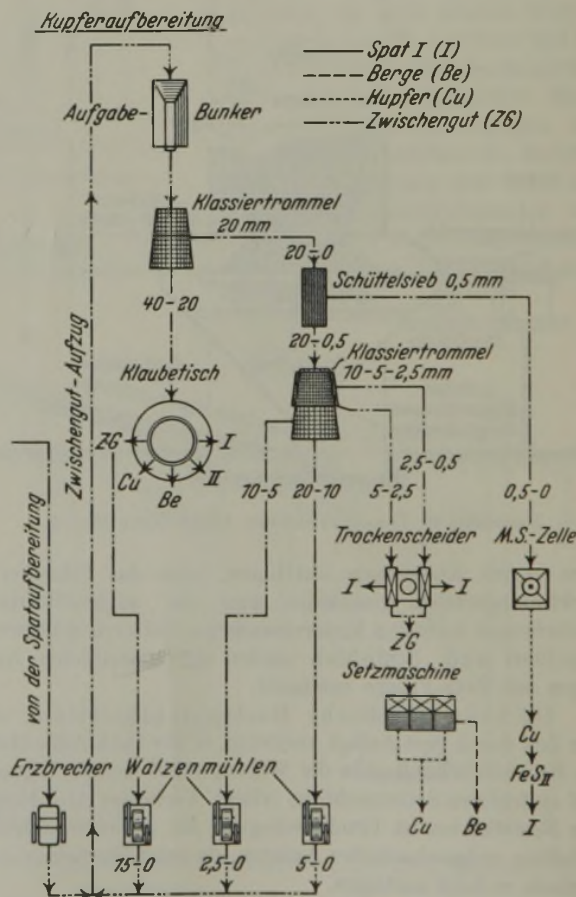 Kupferaufbereitung
Spat I (I)
Berge (Be)
Kupfer (Cu)
Zwischengut (ZG)
Aufgabe- Bunker
Klassiertrommel
20 mm
20-0
Schüttelsieb 0,5 mm
40-20
20-0,5
Klassiertrommel
10-5-2,5 mm
Klaubetisch
ZG
I
Cu
II
Be
Zwischengut-Aufzug
von der Spataufbereitung
10-5
20-10
5-2,5
2,5-0,5
0,5-0
Trockenscheider
M.S.-Zelle
I
I
ZG
Setzmaschine
Cu
Be
Cu
FeS II
I
Erzbrecher
Walzenmühlen
15-0
2,5-0
5-0